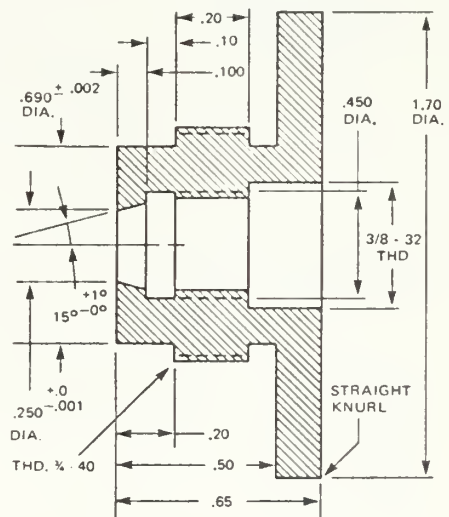 .20
.10
.100
.690 + .002
- 
DIA.
.450
DIA.
1.70
DIA.
3/8 - 32
THD
+1°
15° -0°
+.0
.250 -.001
DIA.
THD. ¾ - 40
.20
.50
.65
STRAIGHT
KNURL